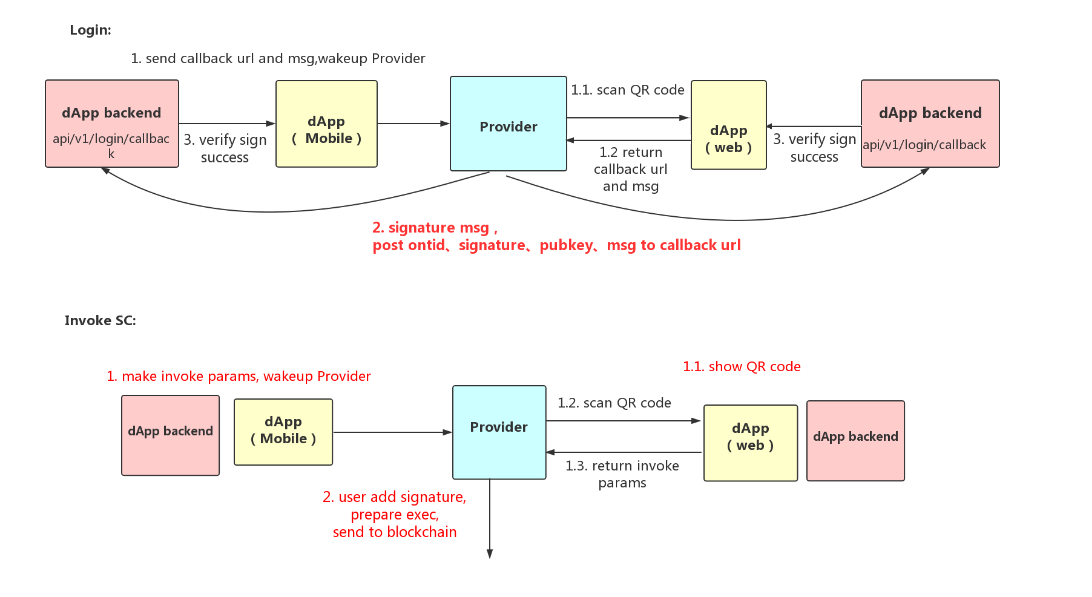 Login:
1. send callback url and msg,wakeup Provider
dApp backend
api/v1/login/callbac
k
3. verify sign
success
dApp
( Mobile )
Provider
1.1. scan QR code
1.2 return
callback url
and msg
dApp
( web )
3. verify sign
success
dApp backend
api/v1/login/callback
2. signature msg ,
post ontid、signature、pubkey、msg to callback url
Invoke SC:
1. make invoke params, wakeup Provider
1.1. show QR code
dApp backend
dApp
( Mobile )
Provider
1.2. scan QR code
1.3. return invoke
params
dApp
( web )
dApp backend
2. user add signature,
prepare exec,
send to blockchain